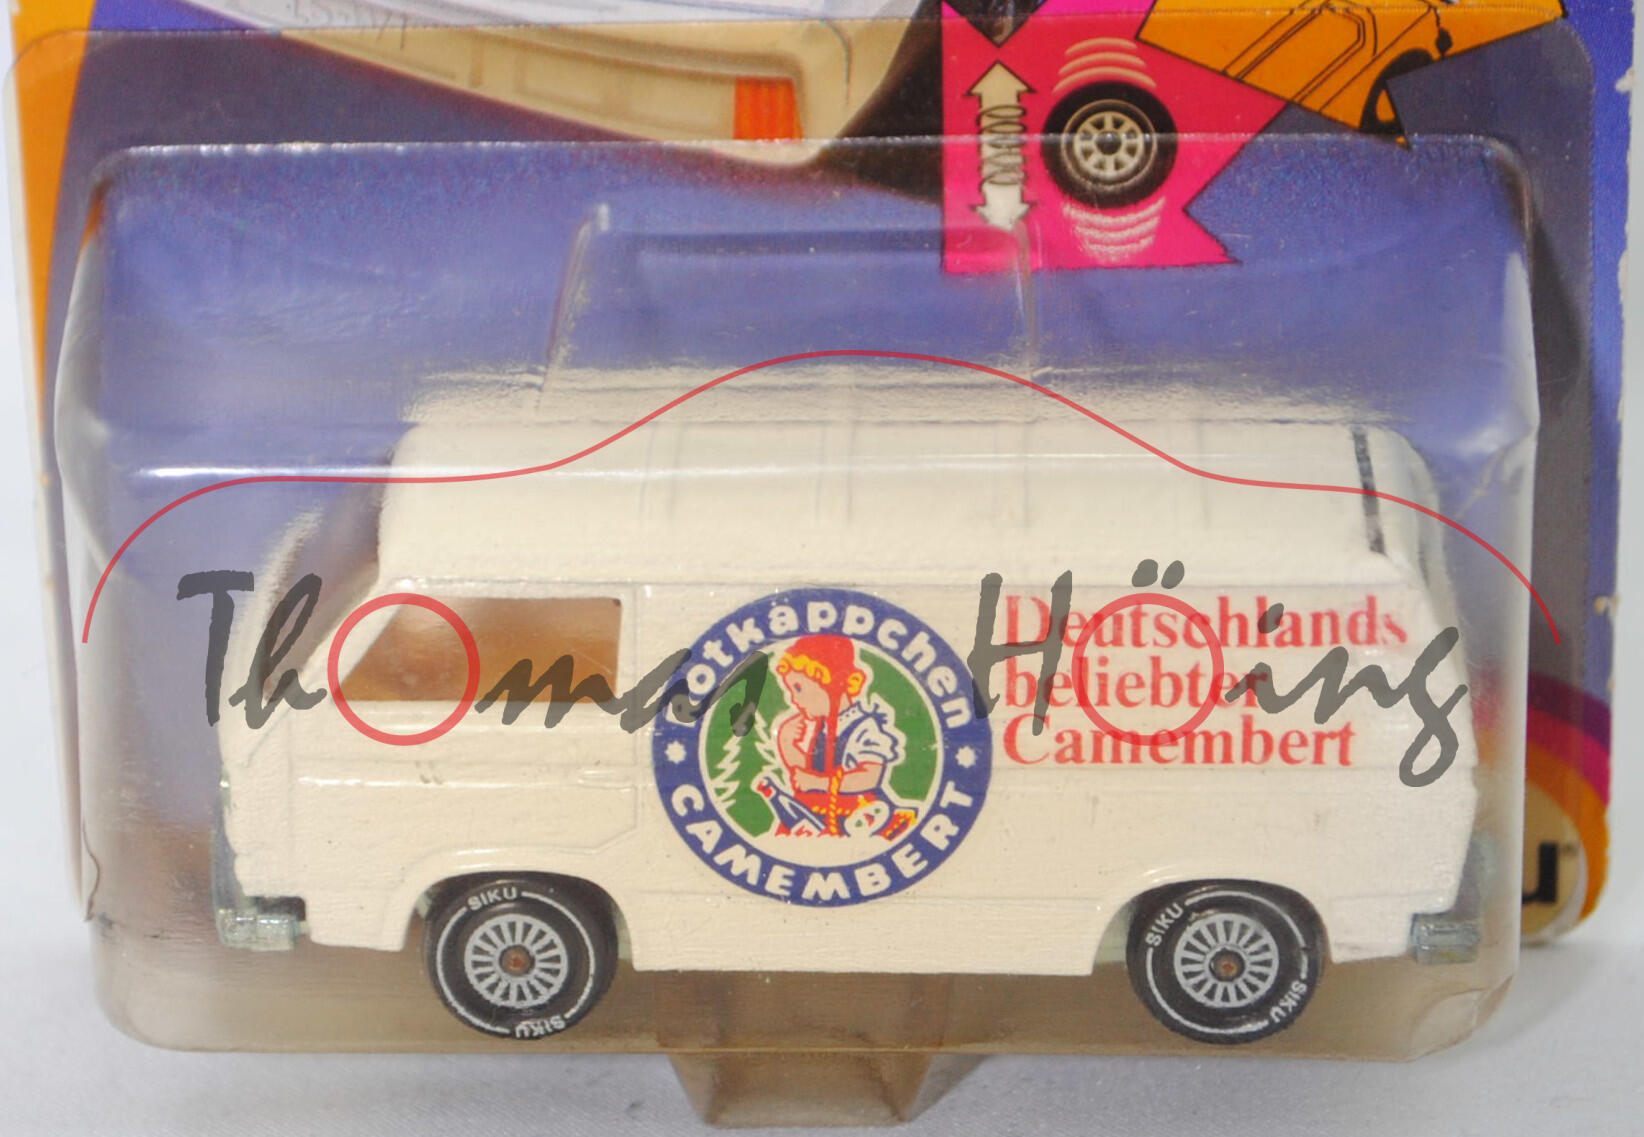 Thomas Höing
Rotkäppchen
CAMEMBERT
Deutschlands
beliebter
Camembert
SIKU
SIKU
SIKU
SIKU